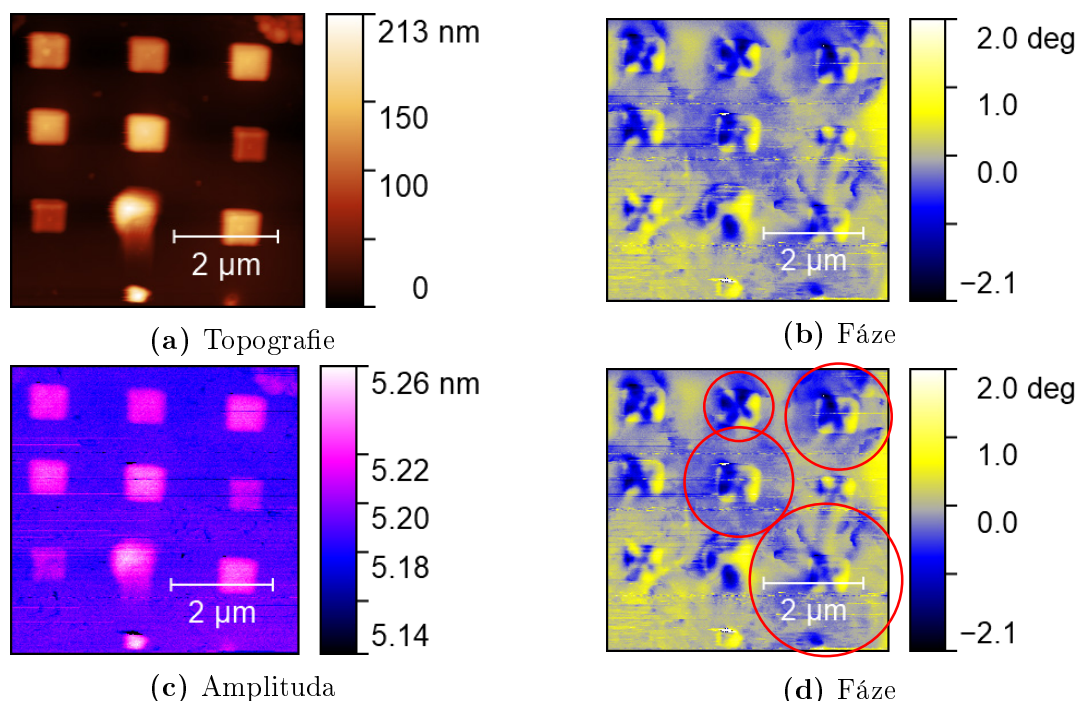 213 nm
150
100
0
2 µm
(a) Topografie
2.0 deg
1.0
0.0
−2.1
2 µm
(b) Fáze
5.26 nm
5.22
5.20
5.18
5.14
2 µm
(c) Amplituda
2.0 deg
1.0
0.0
−2.1
2 µm
(d) Fáze